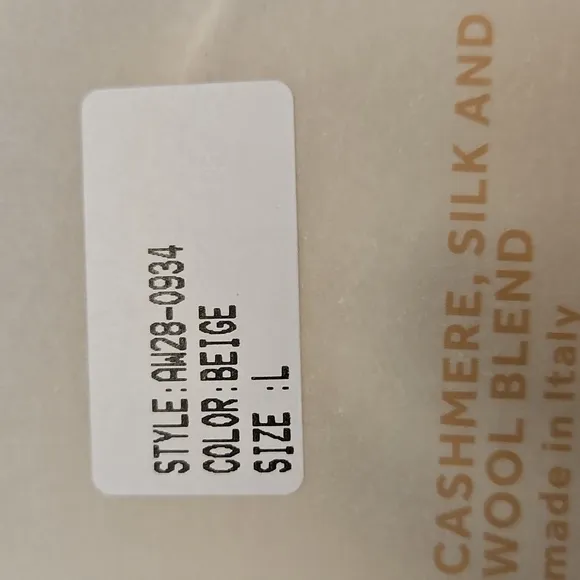 STYLE:AW28-0934
COLOR:BEIGE
SIZE :L
CASHMERE, SILK AND
WOOL BLEND
made in Italy